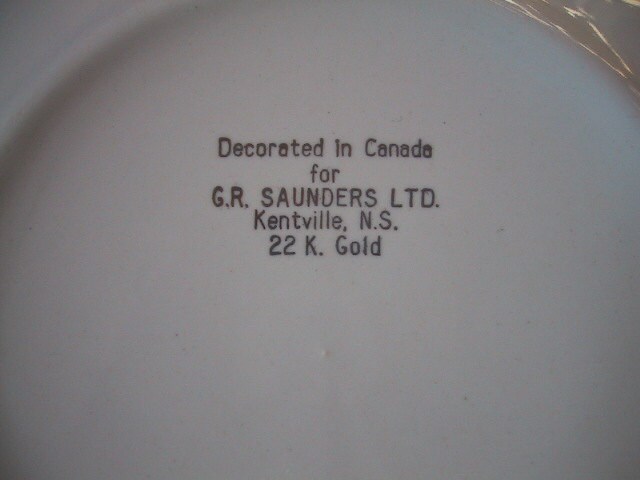 Decorated in Canada
for
G.R. SAUNDERS LTD.
Kentville, N.S.
22 K. Gold